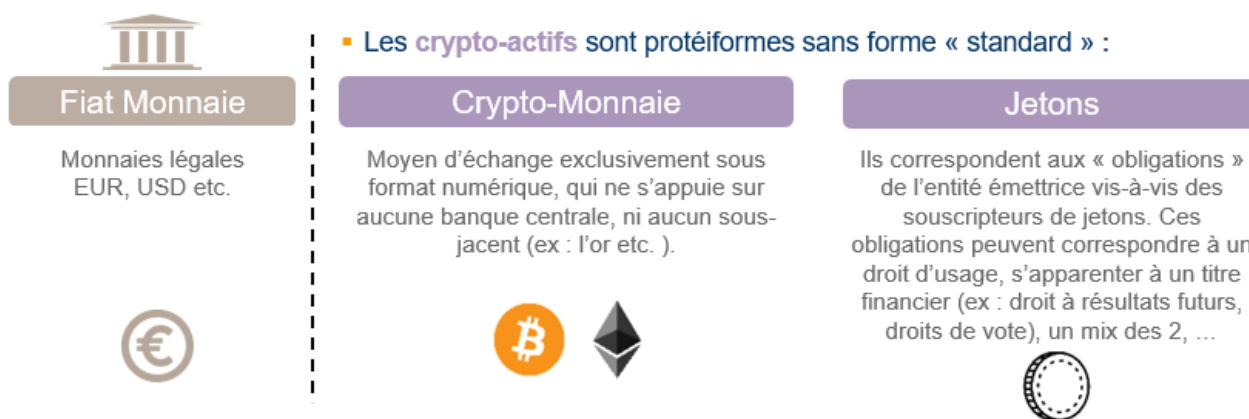 ▪ Les crypto-actifs sont protéiformes sans forme « standard » :
Fiat Monnaie
Monnaies légales
EUR, USD etc.
Crypto-Monnaie
Moyen d’échange exclusivement sous
format numérique, qui ne s’appuie sur
aucune banque centrale, ni aucun sous-
jacent (ex : l’or etc. ).
Jetons
Ils correspondent aux « obligations »
de l’entité émettrice vis-à-vis des
souscripteurs de jetons. Ces
obligations peuvent correspondre à un
droit d’usage, s’apparenter à un titre
financier (ex : droit à résultats futurs,
droits de vote), un mix des 2, ...